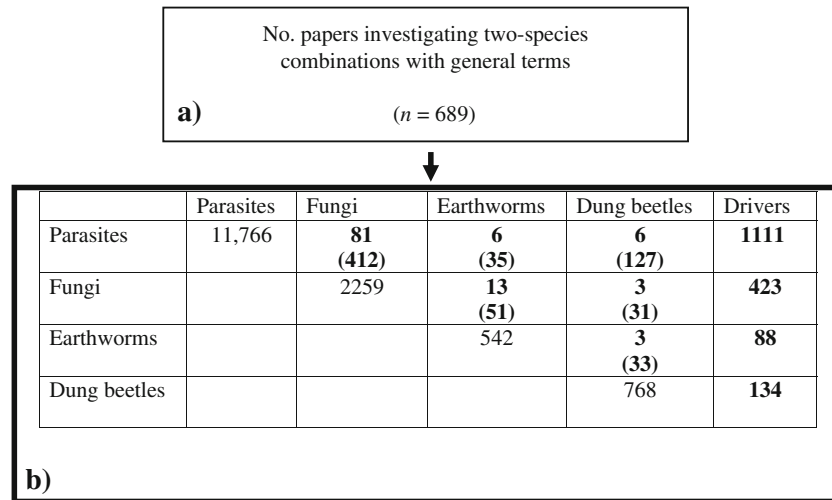 No. papers investigating two-species
combinations with general terms
a) (n = 689)
Parasites Fungi Earthworms Dung beetles Drivers
Parasites 11,766 81 6 6 1111
(412) (35) (127)
Fungi 2259 13 3 423
(51) (31)
Earthworms 542 3 88
(33)
Dung beetles 768 134
b)